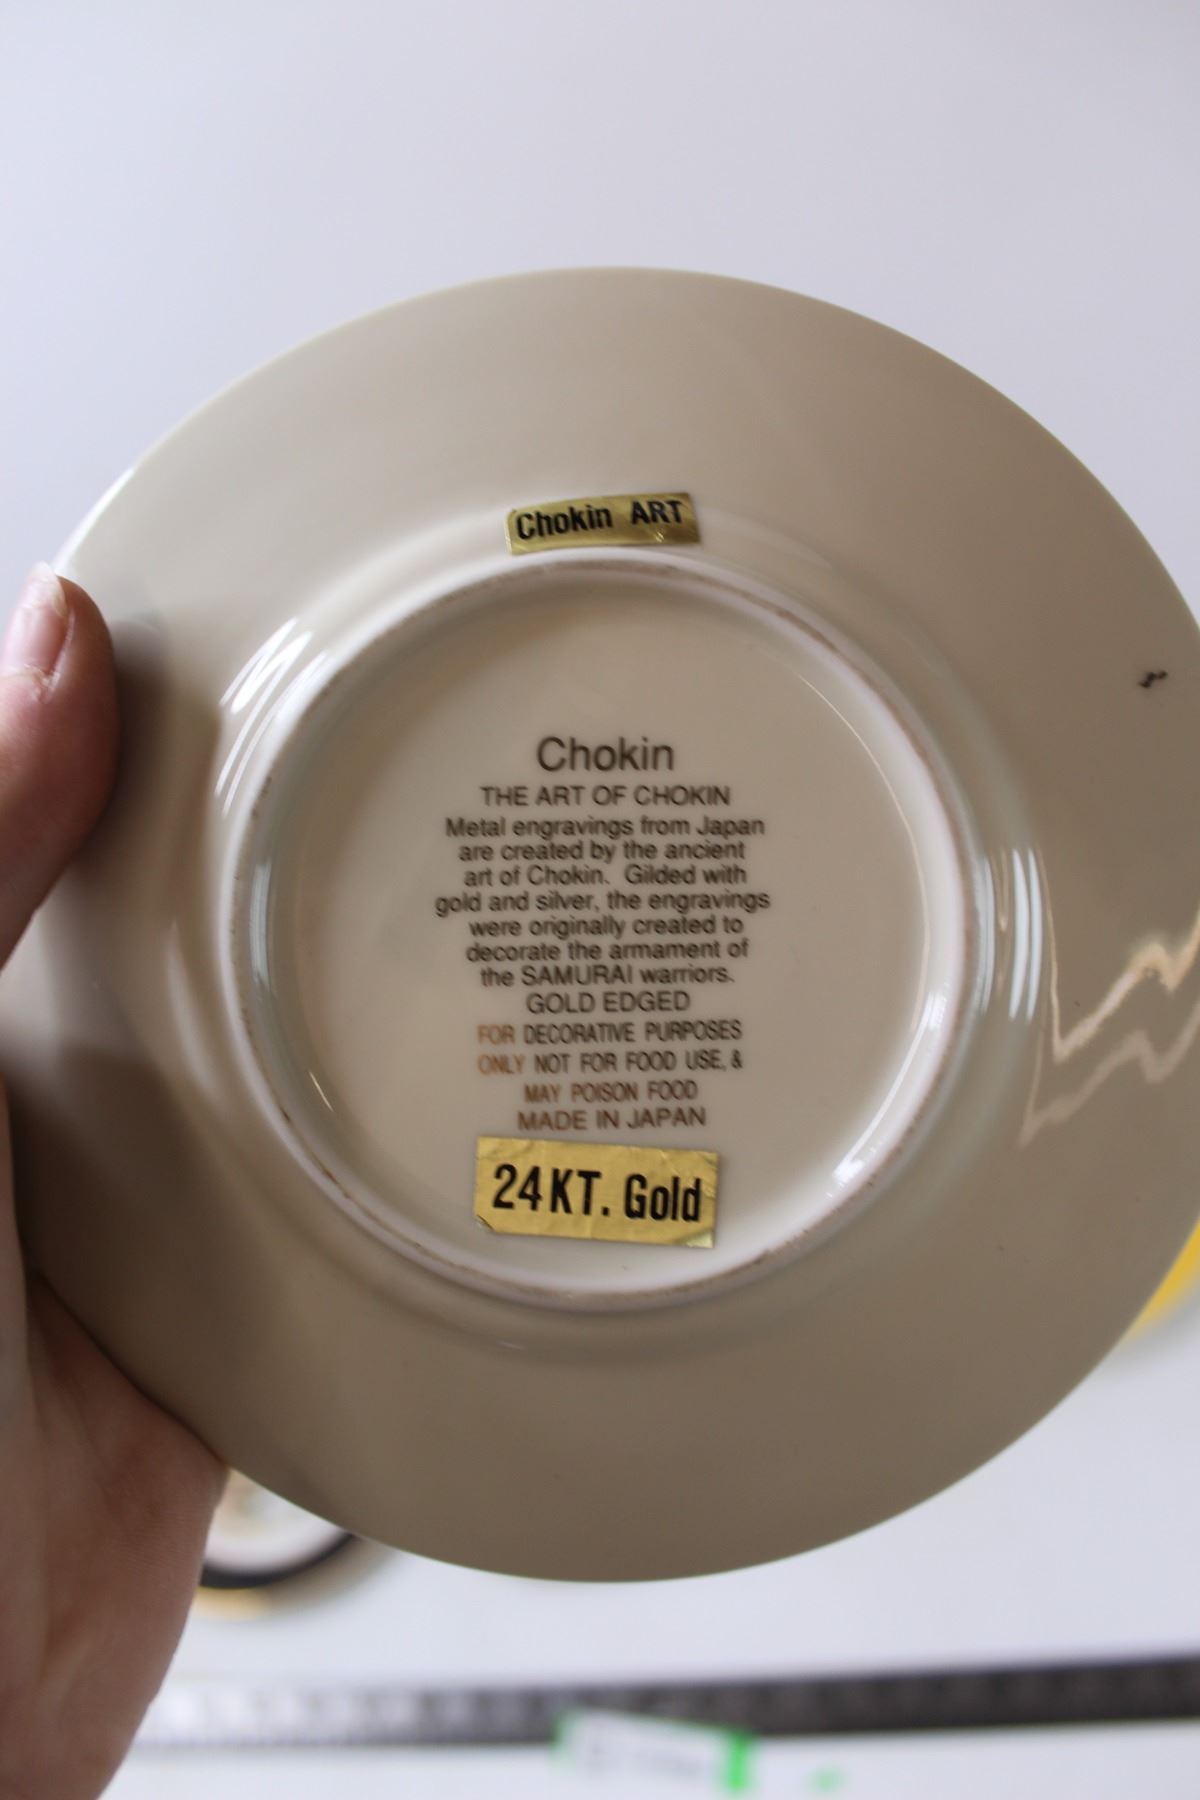 Chokin ART
Chokin
THE ART OF CHOKIN
Metal engravings from Japan
are created by the ancient
art of Chokin. Gilded with
gold and silver, the engravings
were originally created to
decorate the armament of
the SAMURAI warriors.
GOLD EDGED
FOR DECORATIVE PURPOSES
ONLY NOT FOR FOOD USE, &
MAY POISON FOOD
MADE IN JAPAN
24KT. Gold